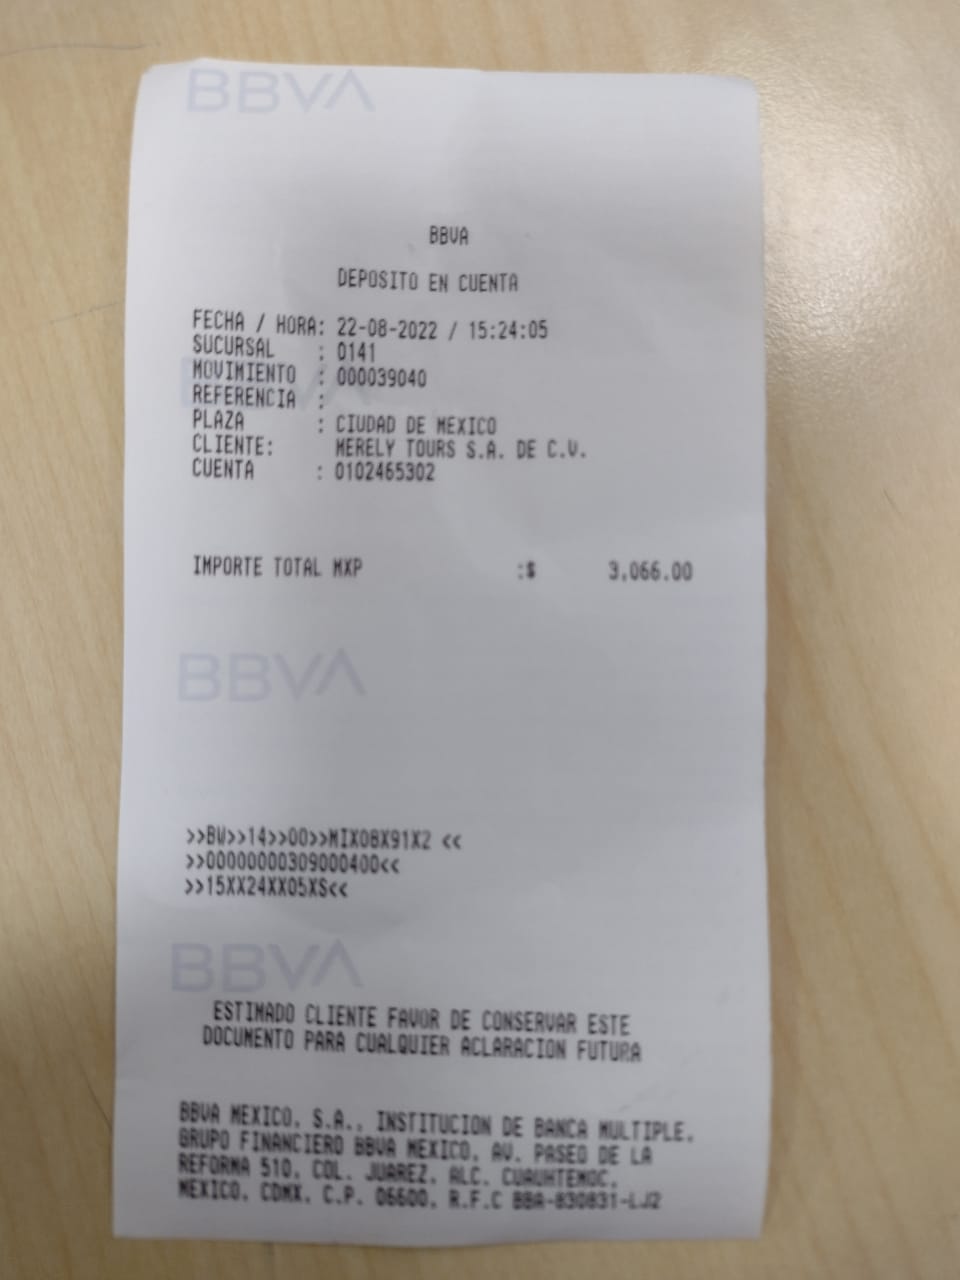 BBVA
BBVA
DEPOSITO EN CUENTA
FECHA / HORA: 22-08-2022 / 15:24:05
SUCURSAL : 0141
MOVIMIENTO : 000039040
REFERENCIA :
PLAZA : CIUDAD DE MEXICO
CLIENTE: MERELY TOURS S.A. DE C.V.
CUENTA : 0102465302
IMPORTE TOTAL MXP :$ 3,066.00
BBVA
>>BW>>14>>00>>MIX08X91X2 <<
>>00000000309000400<<
>>15XX24XX05XS<<
BBVA
ESTIMADO CLIENTE FAVOR DE CONSERVAR ESTE
DOCUMENTO PARA CUALQUIER ACLARACION FUTURA
BBVA MEXICO, S.A., INSTITUCION DE BANCA MULTIPLE,
GRUPO FINANCIERO BBVA MEXICO, AV. PASEO DE LA
REFORMA 510, COL. JUAREZ, ALC. CUAUHTEMOC,
MEXICO, CDMX, C.P. 06600, R.F.C BBA-830831-LJ2